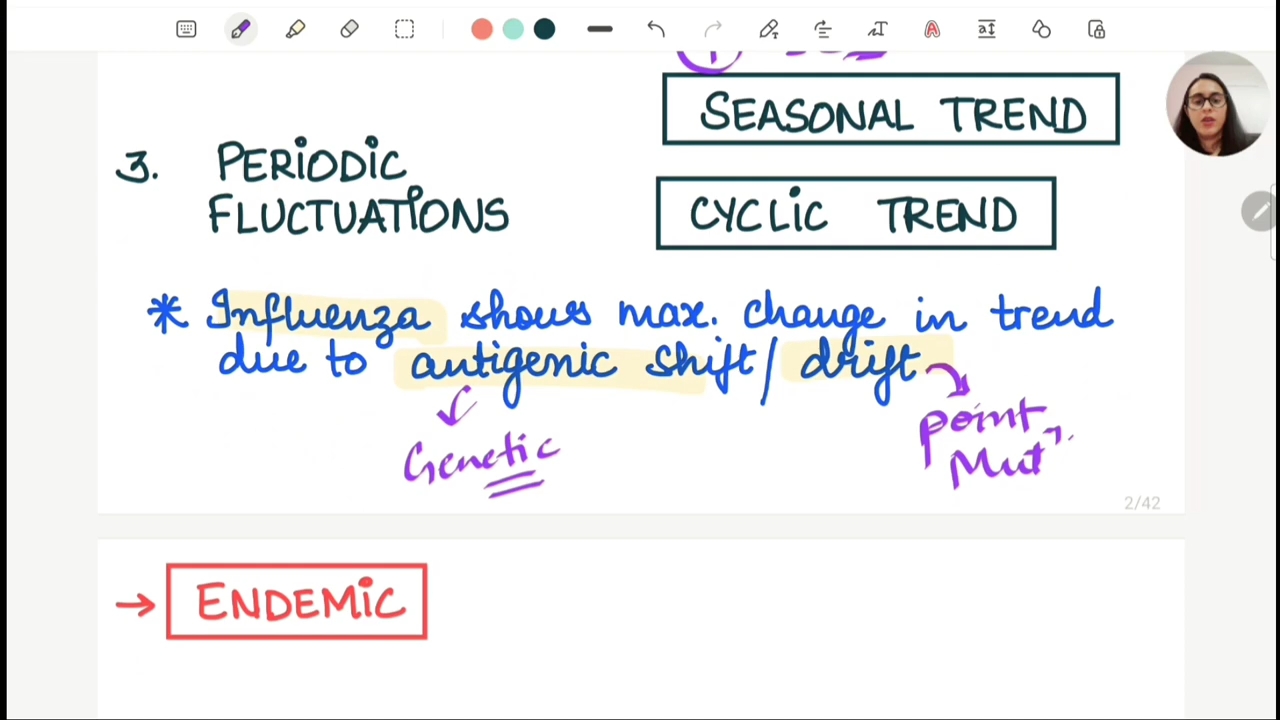 SEASONAL TREND
3. PERIODIC
FLUCTUATIONS
CYCLIC TREND
* Influenza shows max. change in trend
due to antigenic shift/ drift
Genetic
Point
Mutⁿ.
2/42
→ ENDEMIC